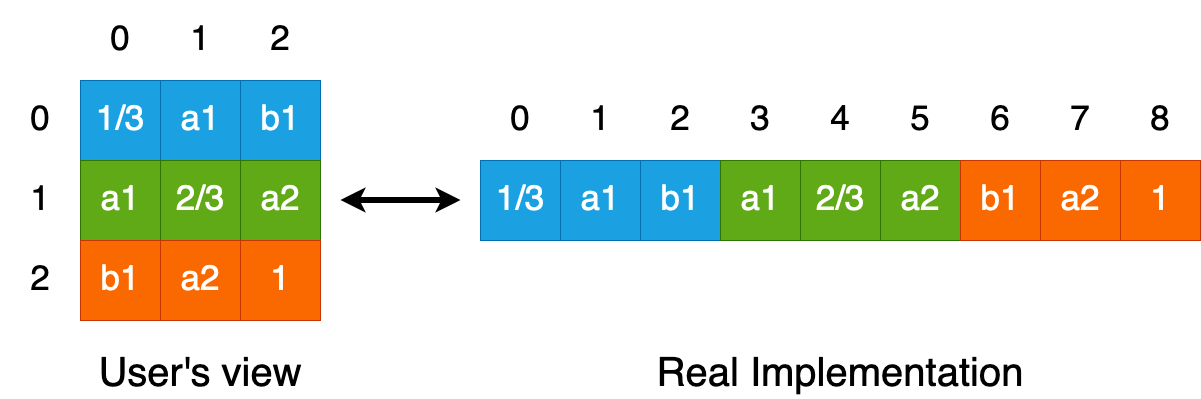 0 1 2
0 1/3 a1 b1
1 a1 2/3 a2
2 b1 a2 1
User's view
0 1 2 3 4 5 6 7 8
1/3 a1 b1 a1 2/3 a2 b1 a2 1
Real Implementation